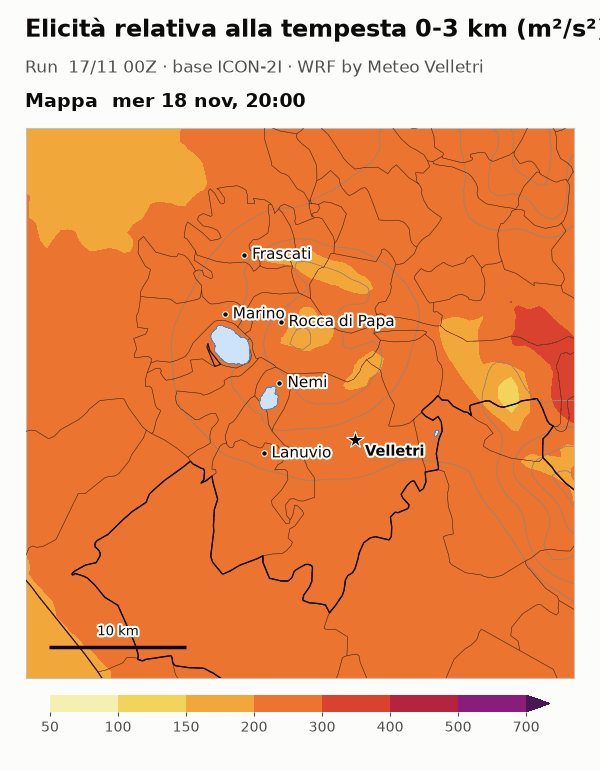 Elicità relativa alla tempesta 0-3 km (m²/s²)
Run  17/11 00Z · base ICON-2I · WRF by Meteo Velletri
Mappa  mer 18 nov, 20:00
Frascati
Marino
Rocca di Papa
Nemi
Velletri
Lanuvio
10 km
50 100 150 200 300 400 500 700